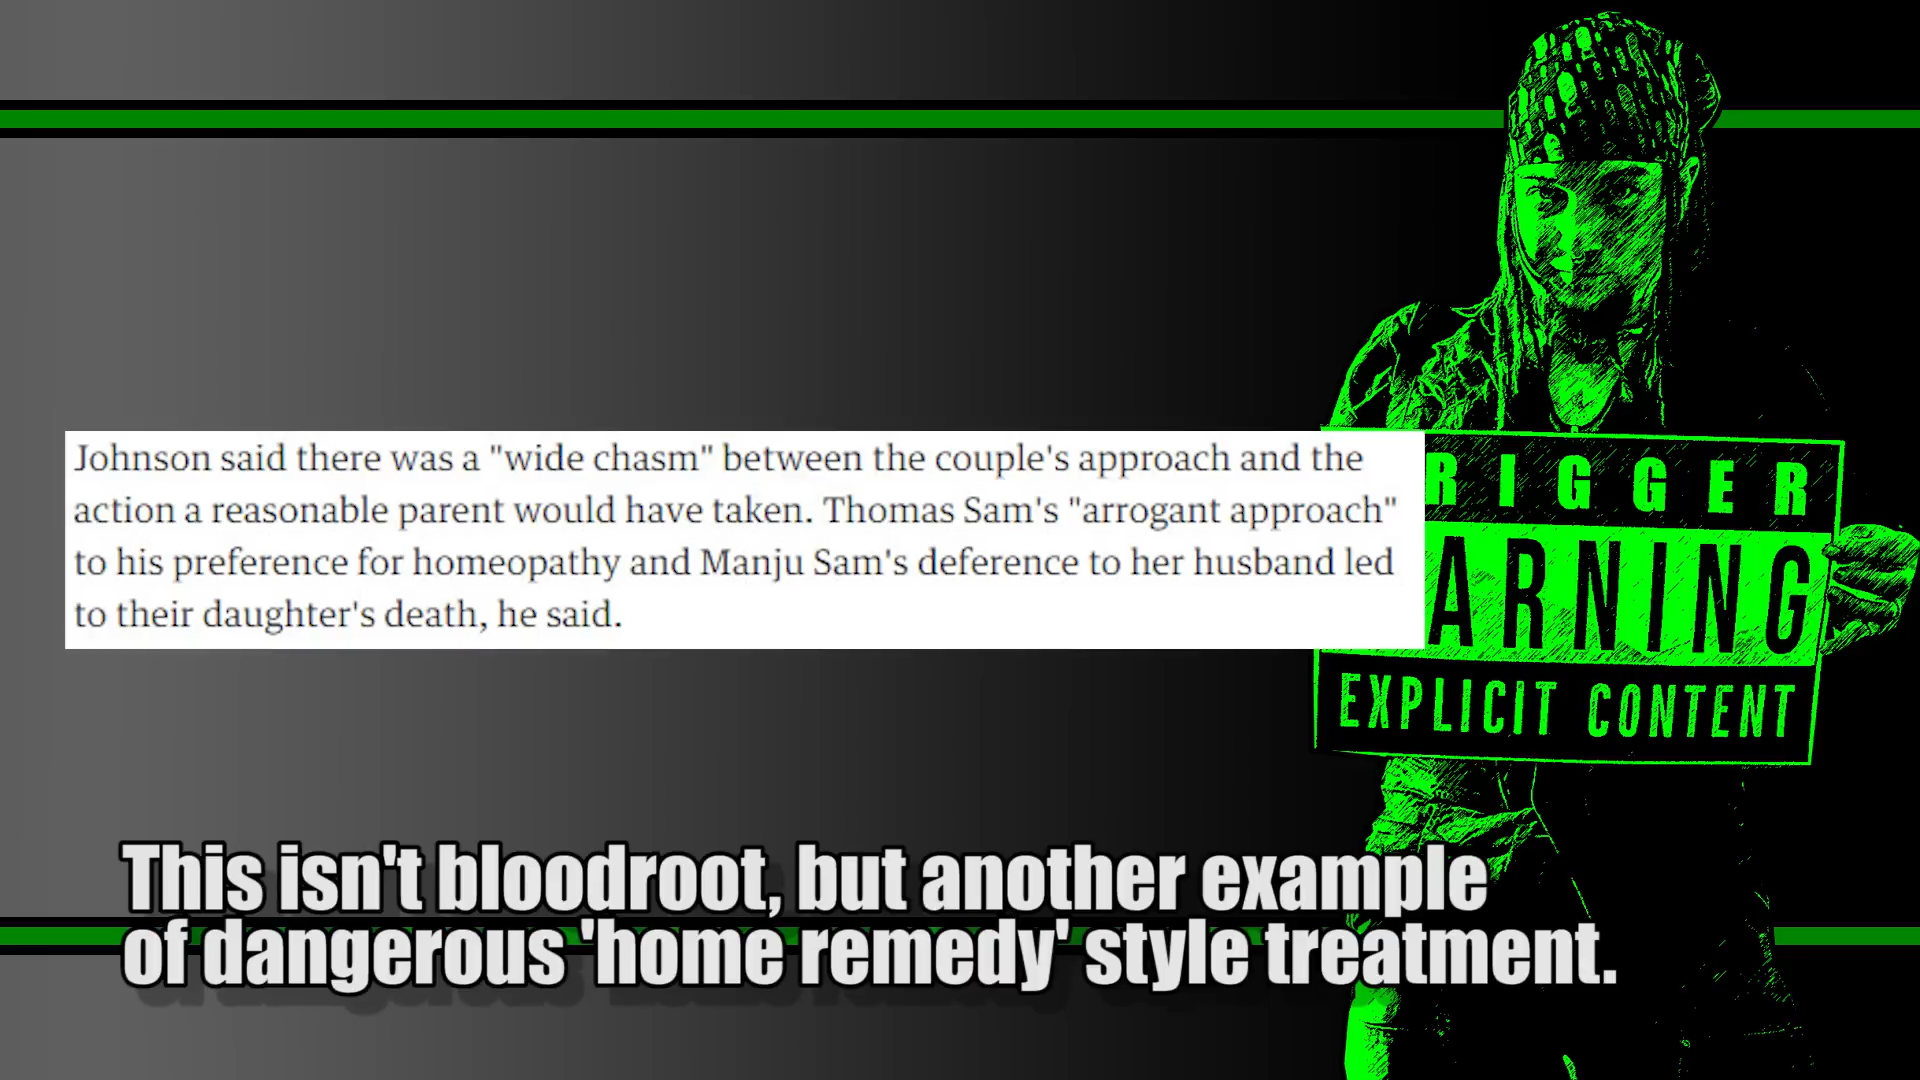 Johnson said there was a "wide chasm" between the couple's approach and the
action a reasonable parent would have taken. Thomas Sam's "arrogant approach"
to his preference for homeopathy and Manju Sam's deference to her husband led
to their daughter's death, he said.
RIGGER
ARNING
EXPLICIT CONTENT
This isn't bloodroot, but another example
of dangerous 'home remedy' style treatment.